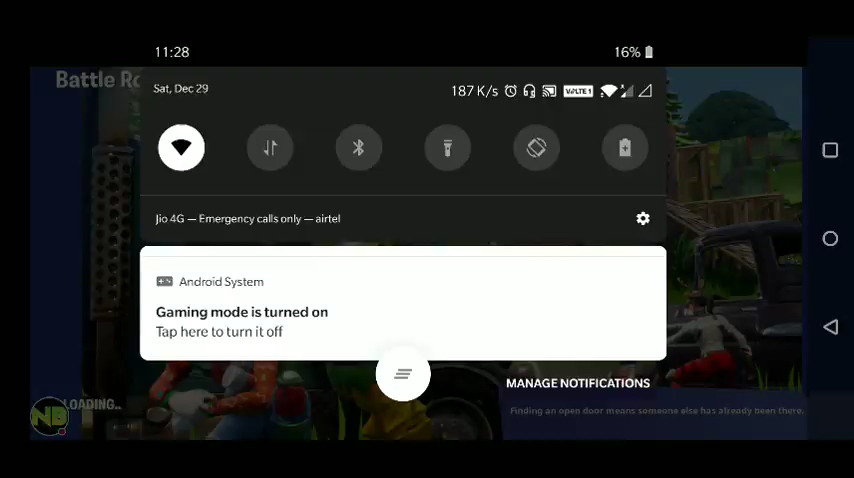 11:28
16%
Battle Ro
Sat, Dec 29
187 K/s
VoLTE 1
Jio 4G — Emergency calls only — airtel
Android System
Gaming mode is turned on
Tap here to turn it off
MANAGE NOTIFICATIONS
LOADING..
NB
Finding an open door means someone else has already been there.